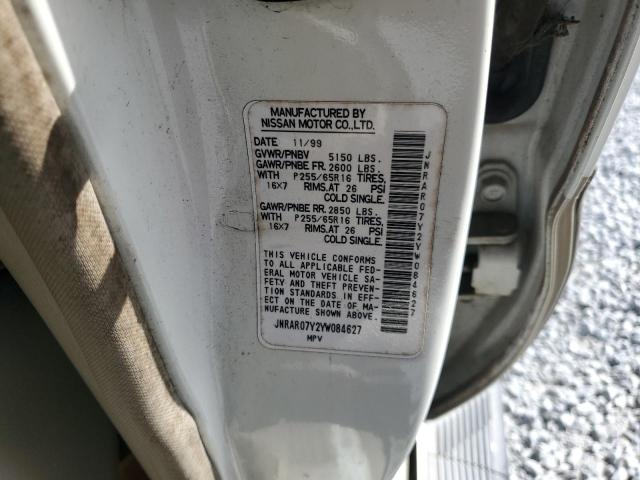 MANUFACTURED BY
NISSAN MOTOR CO.,LTD.
DATE 11/99
GVWR/PNBV 5150 LBS.
GAWR/PNBE FR. 2600 LBS.
WITH P255/65R16 TIRES,
16X7 RIMS,AT 26 PSI
COLD SINGLE.
GAWR/PNBE RR. 2850 LBS.
WITH P255/65R16 TIRES,
16X7 RIMS,AT 26 PSI
COLD SINGLE.
THIS VEHICLE CONFORMS
TO ALL APPLICABLE FED-
ERAL MOTOR VEHICLE SA-
FETY AND THEFT PREVEN-
TION STANDARDS IN EFF-
ECT ON THE DATE OF MA-
NUFACTURE SHOWN ABOVE.
JNRAR07Y2YW084627
MPV
JNRAR07Y2YW084627